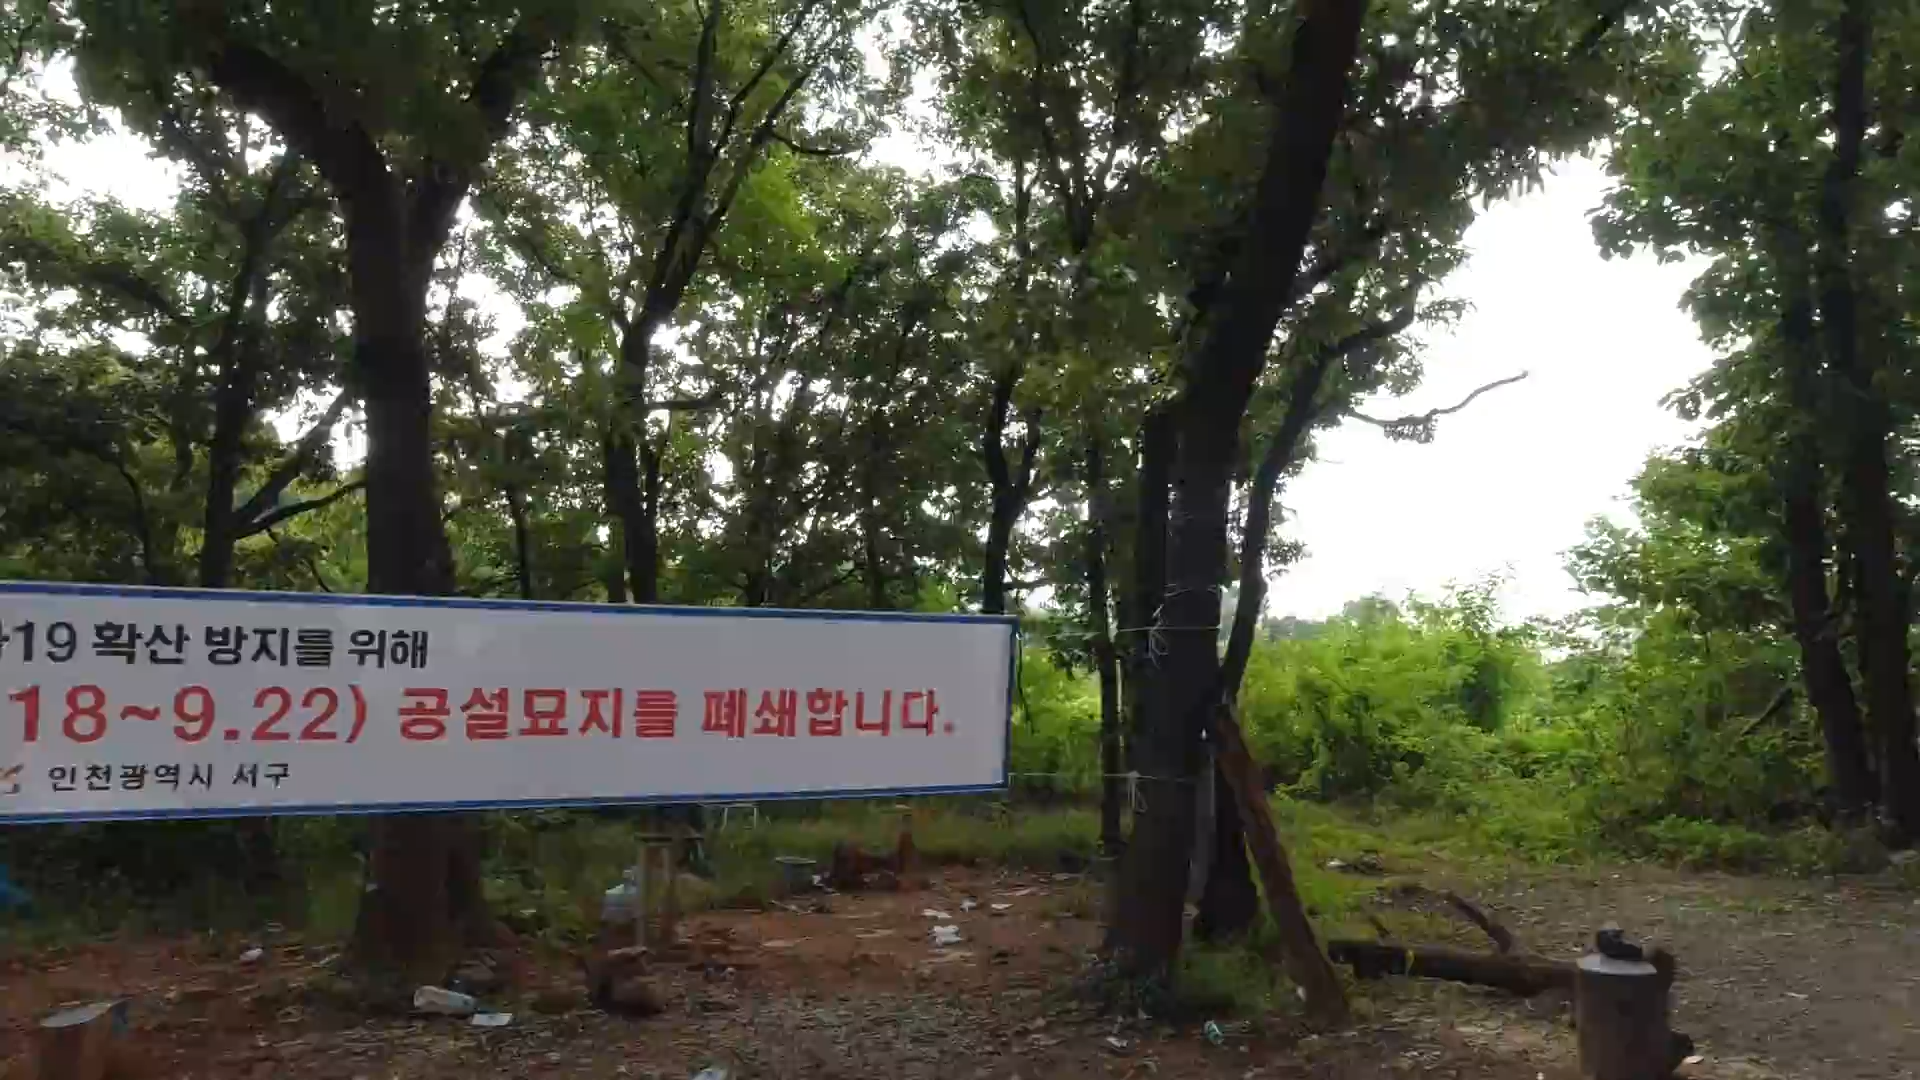 19 확산 방지를 위해
18~9.22) 공설묘지를 폐쇄합니다.
인천광역시 서구